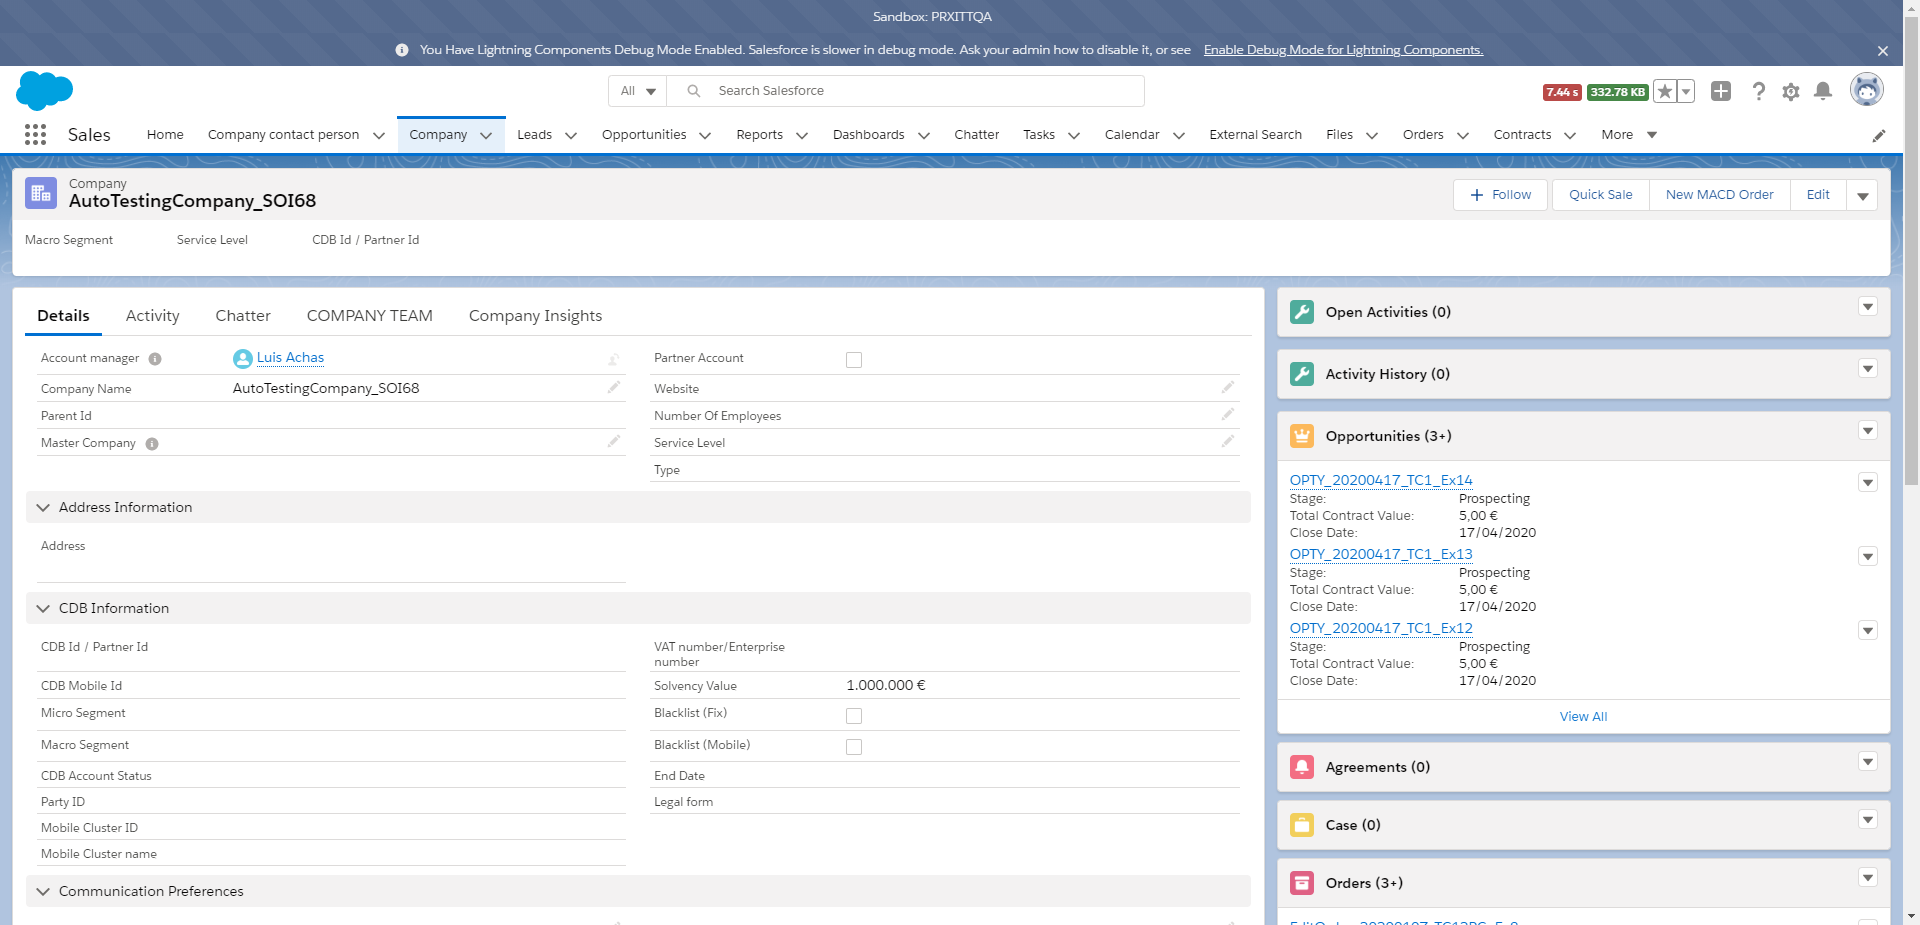 Sandbox: PRXITTQA
You Have Lightning Components Debug Mode Enabled. Salesforce is slower in debug mode. Ask your admin how to disable it, or see Enable Debug Mode for Lightning Components.
All Search Salesforce 7.44 s 332.78 KB
Sales Home Company contact person Company Leads Opportunities Reports Dashboards Chatter Tasks Calendar External Search Files Orders Contracts More
Company
AutoTestingCompany_SOI68
Follow Quick Sale New MACD Order Edit
Macro Segment Service Level CDB Id / Partner Id
Details Activity Chatter COMPANY TEAM Company Insights
Account manager Luis Achas
Company Name AutoTestingCompany_SOI68
Parent Id
Master Company
Partner Account
Website
Number Of Employees
Service Level
Type
Address Information
Address
CDB Information
CDB Id / Partner Id
CDB Mobile Id
Micro Segment
Macro Segment
CDB Account Status
Party ID
Mobile Cluster ID
Mobile Cluster name
VAT number/Enterprise
number
Solvency Value 1.000.000 €
Blacklist (Fix)
Blacklist (Mobile)
End Date
Legal form
Communication Preferences
Open Activities (0)
Activity History (0)
Opportunities (3+)
OPTY_20200417_TC1_Ex14
Stage: Prospecting
Total Contract Value: 5,00 €
Close Date: 17/04/2020
OPTY_20200417_TC1_Ex13
Stage: Prospecting
Total Contract Value: 5,00 €
Close Date: 17/04/2020
OPTY_20200417_TC1_Ex12
Stage: Prospecting
Total Contract Value: 5,00 €
Close Date: 17/04/2020
View All
Agreements (0)
Case (0)
Orders (3+)